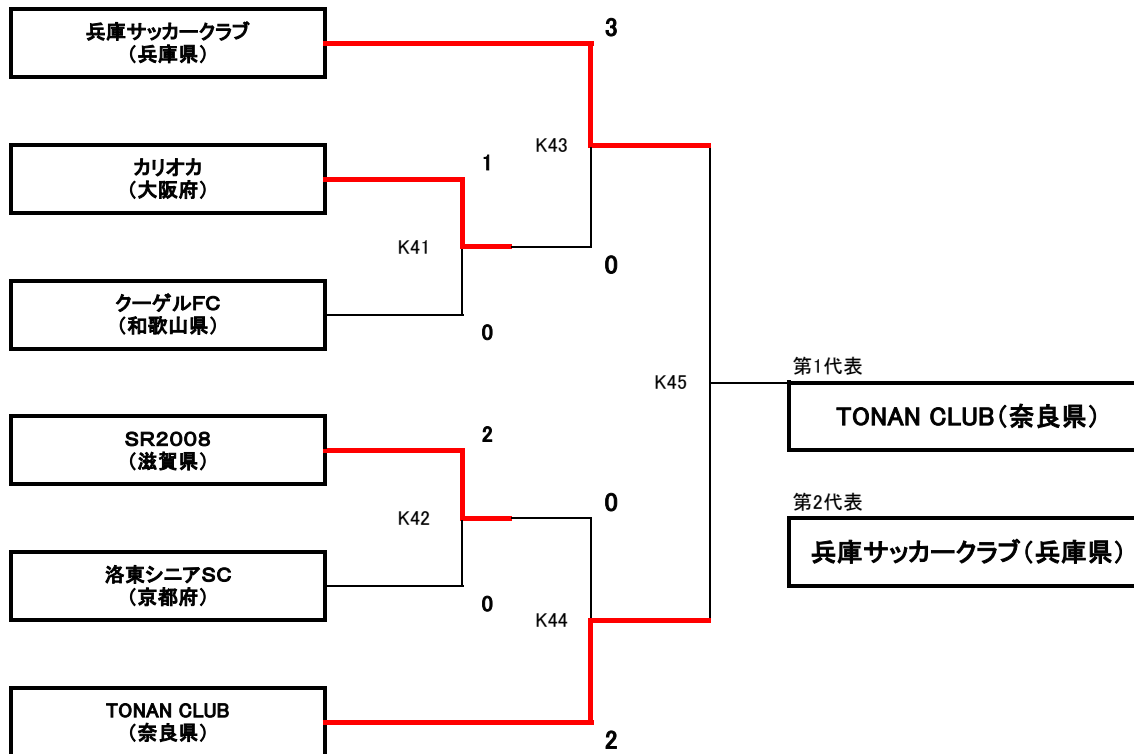 兵庫サッカークラブ
（兵庫県）
3
K43
カリオカ
（大阪府）
1
K41
0
クーゲルFC
（和歌山県）
0
第1代表
K45
TONAN CLUB（奈良県）
SR2008
（滋賀県）
2
0
第2代表
K42
兵庫サッカークラブ（兵庫県）
洛東シニアSC
（京都府）
0
K44
TONAN CLUB
（奈良県）
2